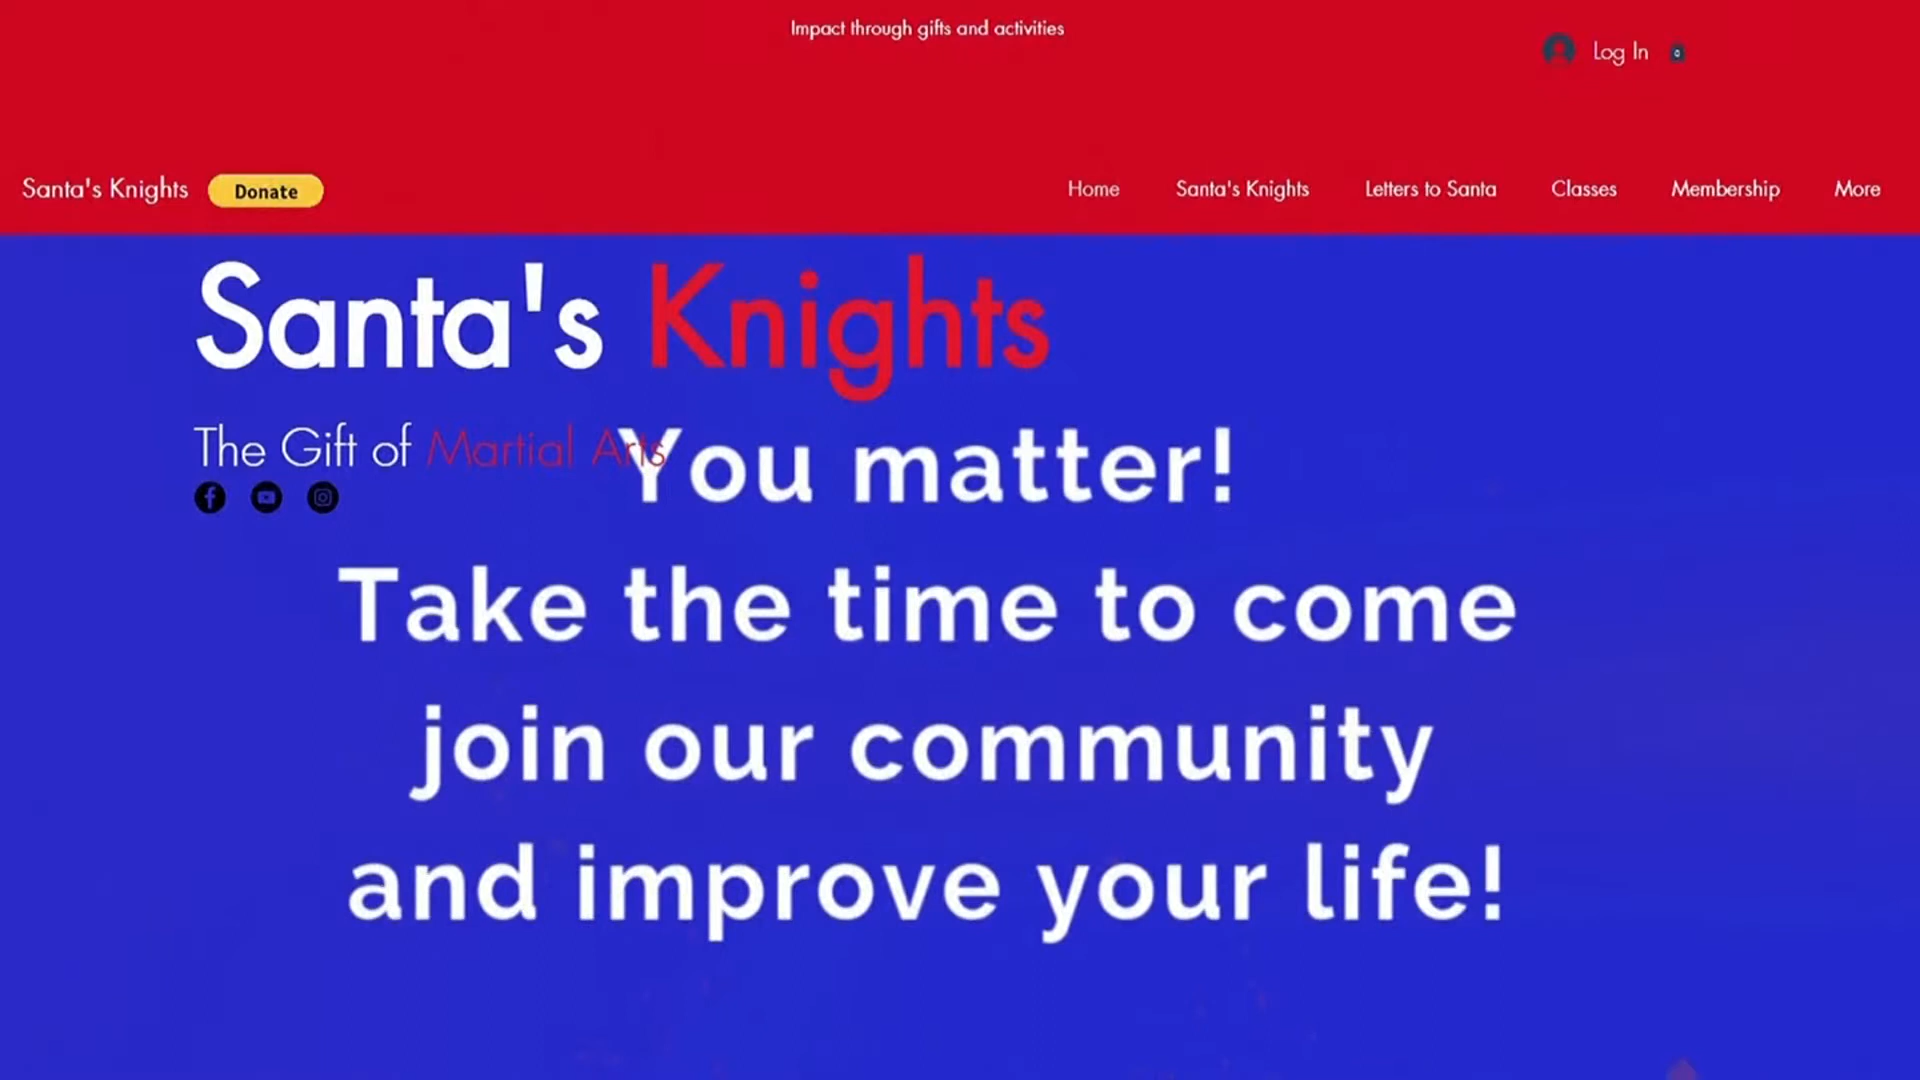 Impact through gifts and activities
Log In
0
Santa's Knights
Donate
Home
Santa's Knights
Letters to Santa
Classes
Membership
More
Santa's Knights
The Gift of Martial Arts
You matter!
Take the time to come
join our community
and improve your life!